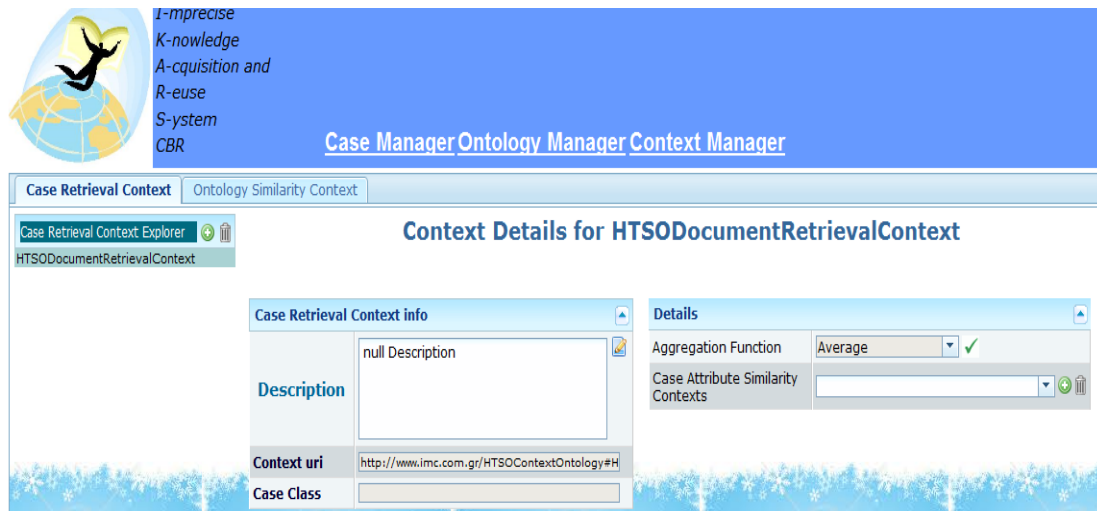 I-mprecise
K-nowledge
A-cquisition and
R-euse
S-ystem
CBR
Case Manager Ontology Manager Context Manager
Case Retrieval Context Ontology Similarity Context
Case Retrieval Context Explorer
HTSODocumentRetrievalContext
Context Details for HTSODocumentRetrievalContext
Case Retrieval Context info
Description
null Description
Context uri http://www.imc.com.gr/HTSOContextOntology#H
Case Class
Details
Aggregation Function Average
Case Attribute Similarity
Contexts